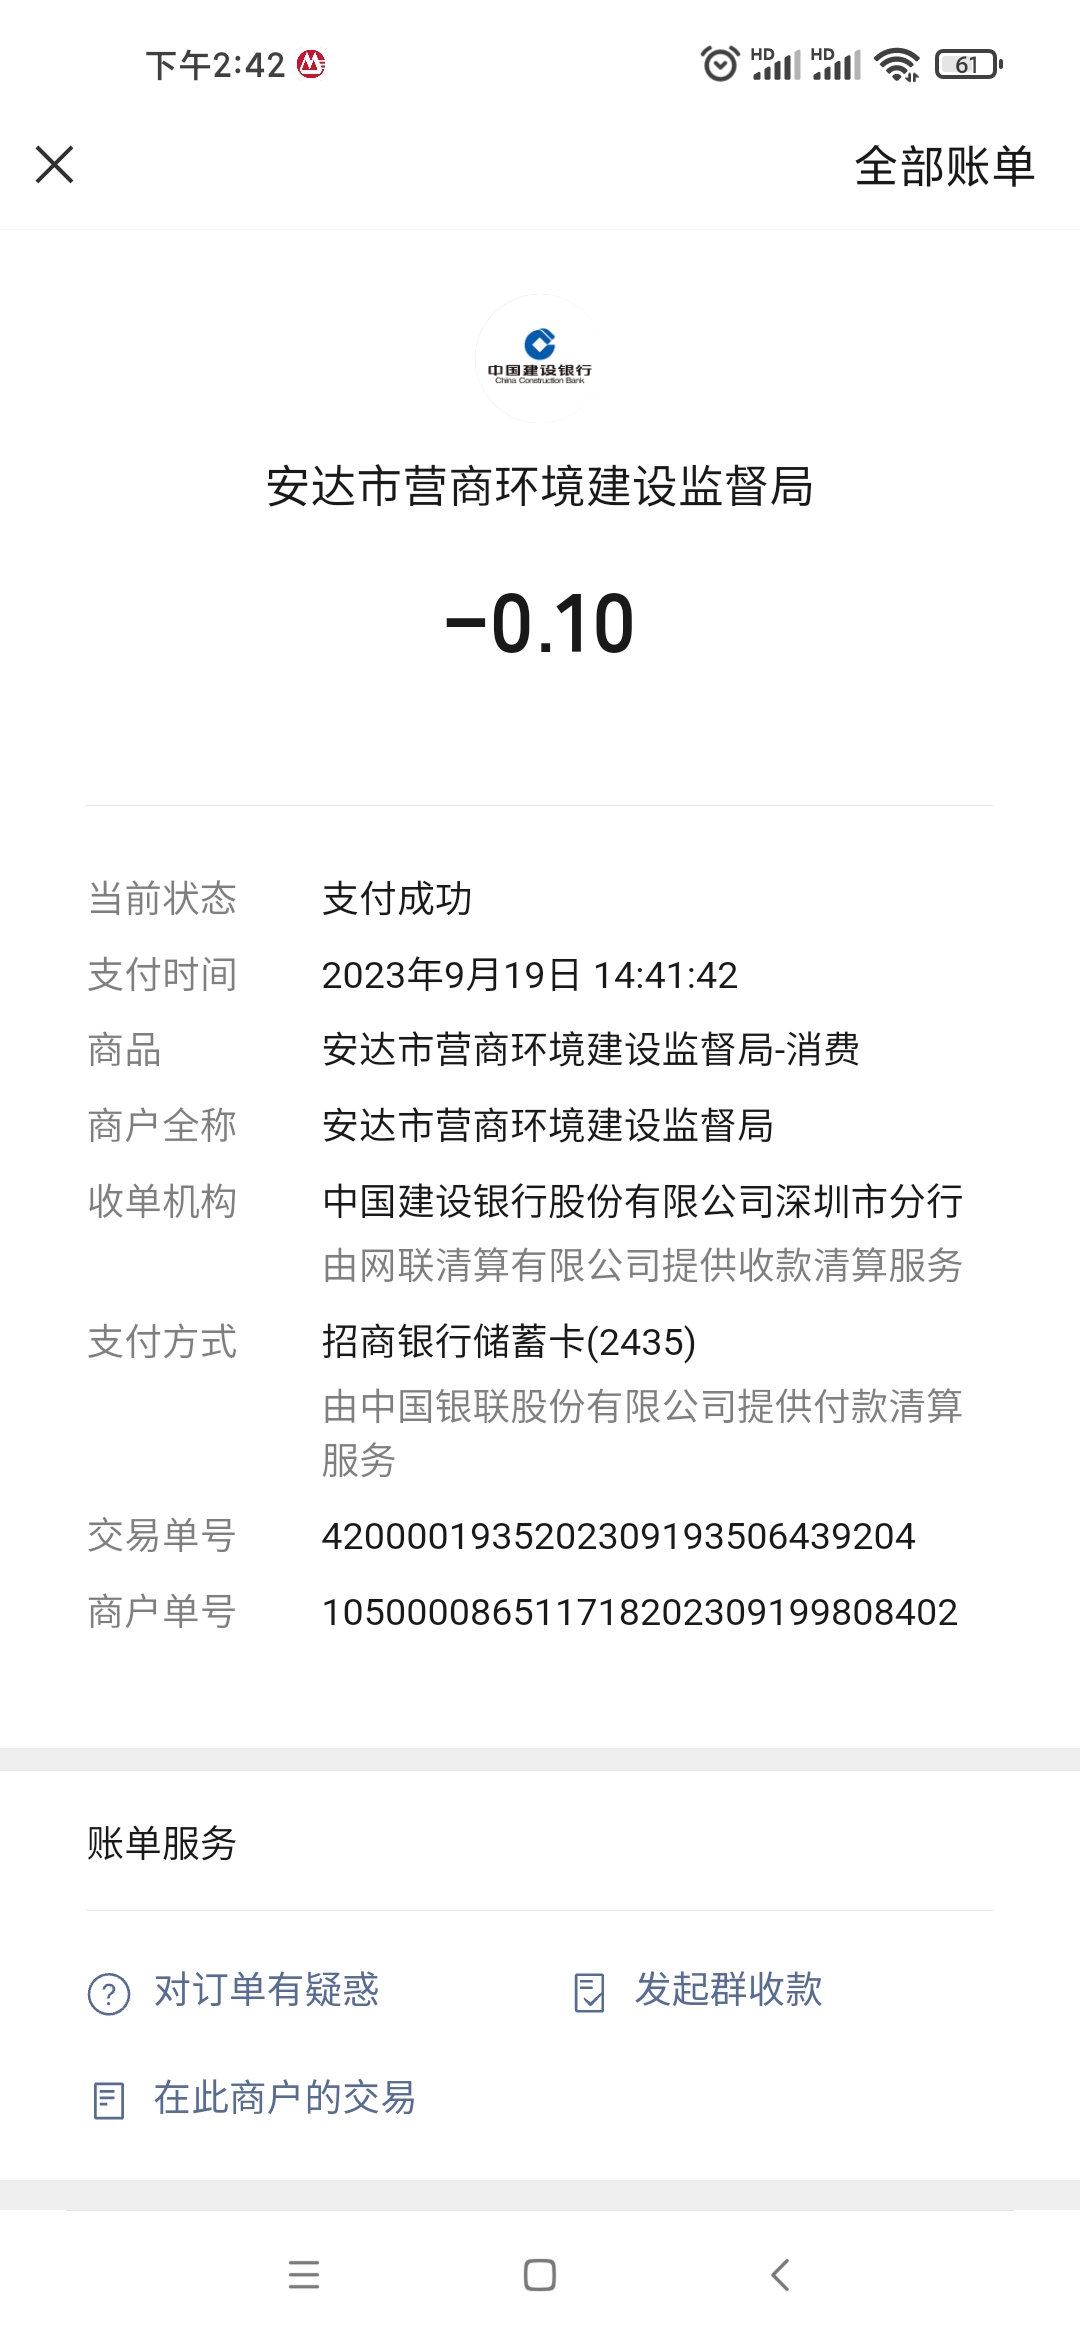 下午2:42
HD HD 61
全部账单
中国建设银行
China Construction Bank
安达市营商环境建设监督局
-0.10
当前状态 支付成功
支付时间 2023年9月19日 14:41:42
商品 安达市营商环境建设监督局-消费
商户全称 安达市营商环境建设监督局
收单机构 中国建设银行股份有限公司深圳市分行
由网联清算有限公司提供收款清算服务
支付方式 招商银行储蓄卡(2435)
由中国银联股份有限公司提供付款清算
服务
交易单号 4200001935202309193506439204
商户单号 105000086511718202309199808402
账单服务
对订单有疑惑 发起群收款
在此商户的交易